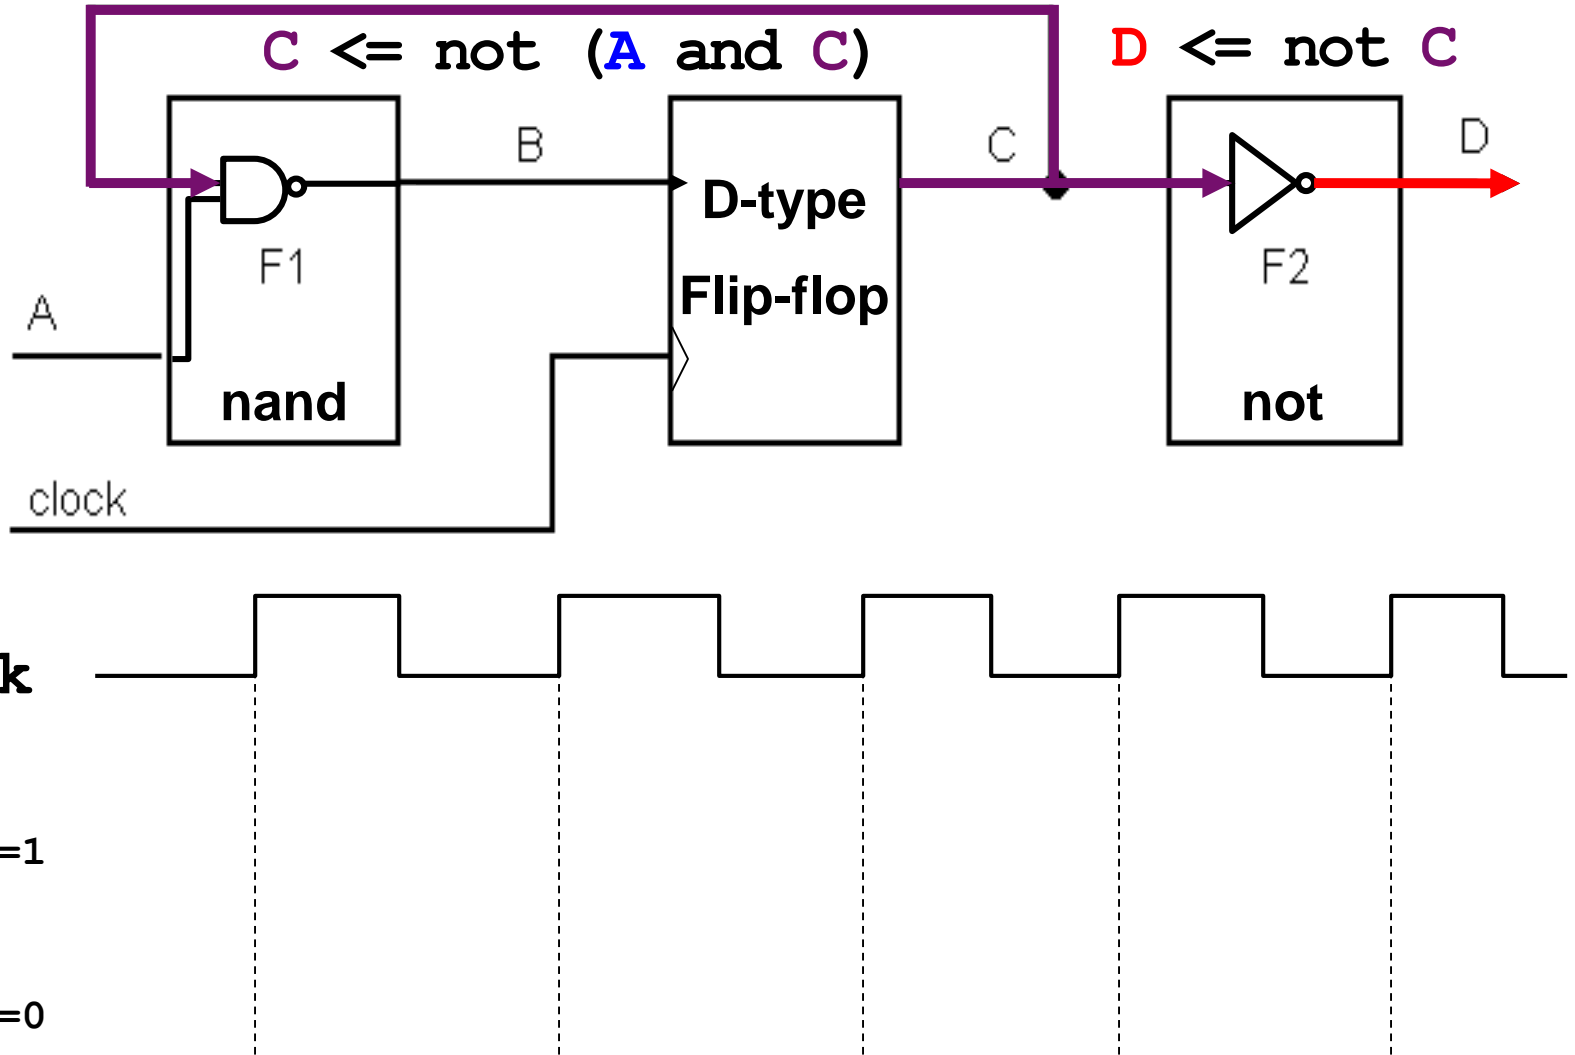 C <= not (A and C)
D <= not C
B
C
D
D-type
Flip-flop
F1
F2
A
nand
not
clock
k
=1
=0